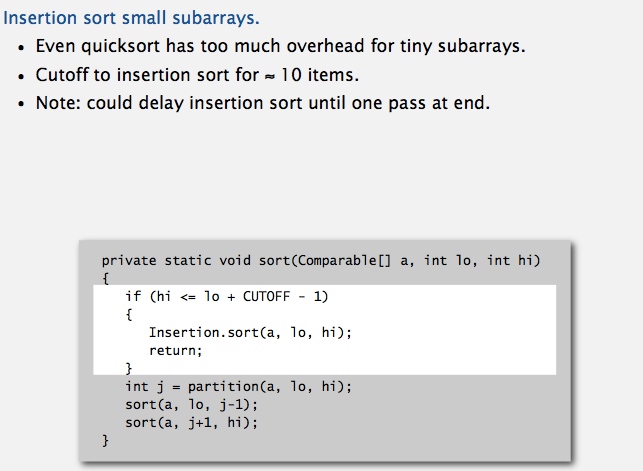 Insertion sort small subarrays.
• Even quicksort has too much overhead for tiny subarrays.
• Cutoff to insertion sort for ≈ 10 items.
• Note: could delay insertion sort until one pass at end.
private static void sort(Comparable[] a, int lo, int hi)
{
if (hi <= lo + CUTOFF - 1)
{
Insertion.sort(a, lo, hi);
return;
}
int j = partition(a, lo, hi);
sort(a, lo, j-1);
sort(a, j+1, hi);
}